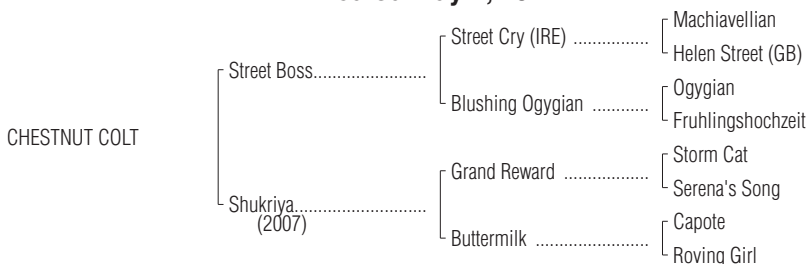 Machiavellian
Street Cry (IRE) ................
Helen Street (GB)
Street Boss........................
Ogygian
Blushing Ogygian ............
Fruhlingshochzeit
CHESTNUT COLT
Storm Cat
Grand Reward ..................
Serena's Song
Shukriya............................
(2007)
Capote
Buttermilk ........................
Roving Girl